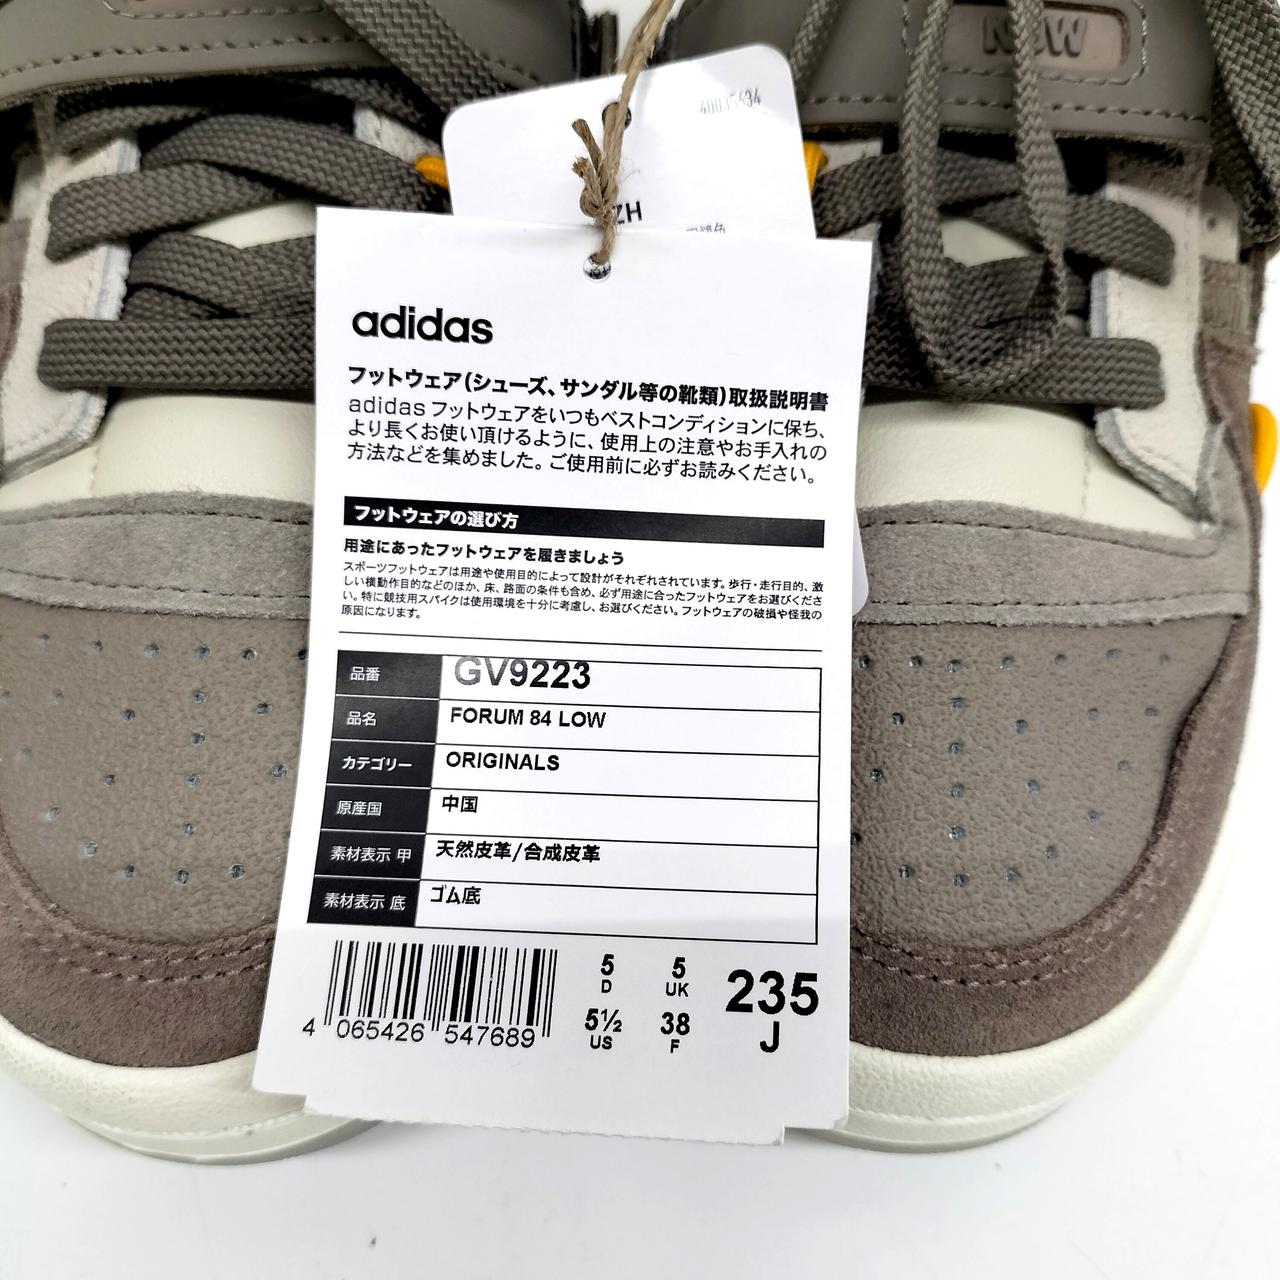 40035434
ZH
adidas
フットウェア(シューズ、サンダル等の靴類)取扱説明書
adidas フットウェアをいつもベストコンディションに保ち、
より長くお使い頂けるように、使用上の注意やお手入れの
方法などを集めました。ご使用前に必ずお読みください。
フットウェアの選び方
用途にあったフットウェアを履きましょう
スポーツフットウェアは用途や使用目的によって設計がそれぞれされています。歩行・走行目的、激
しい横動作目的などのほか、床、路面の条件も含め、必ず用途に合ったフットウェアをお選びくださ
い。特に競技用スパイクは使用環境を十分に考慮し、お選びください。フットウェアの破損や怪我の
原因になります。
品番 GV9223
品名 FORUM 84 LOW
カテゴリー ORIGINALS
原産国 中国
素材表示 甲 天然皮革/合成皮革
素材表示 底 ゴム底
5 D 5 UK 235 J
5½ US 38 F
4 065426 547689